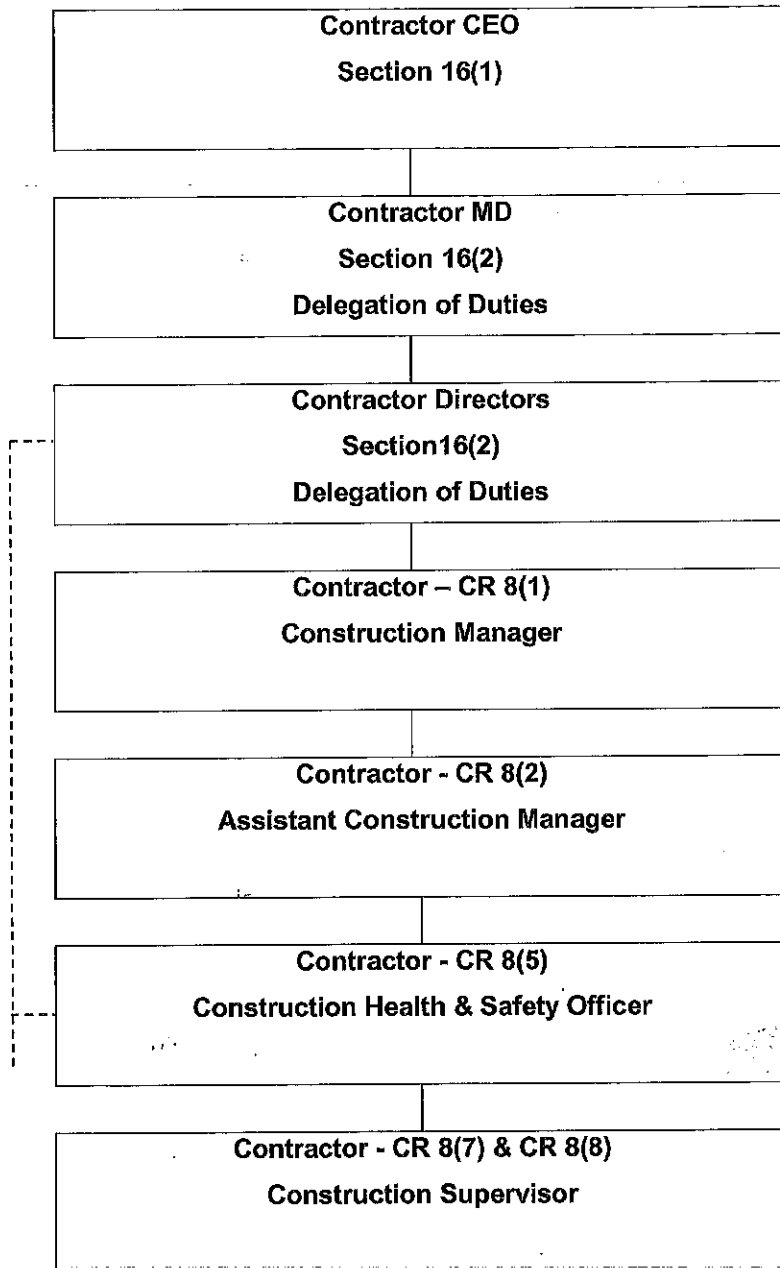 Contractor CEO
Section 16(1)
Contractor MD
Section 16(2)
Delegation of Duties
Contractor Directors
Section16(2)
Delegation of Duties
Contractor – CR 8(1)
Construction Manager
Contractor - CR 8(2)
Assistant Construction Manager
Contractor - CR 8(5)
Construction Health & Safety Officer
Contractor - CR 8(7) & CR 8(8)
Construction Supervisor